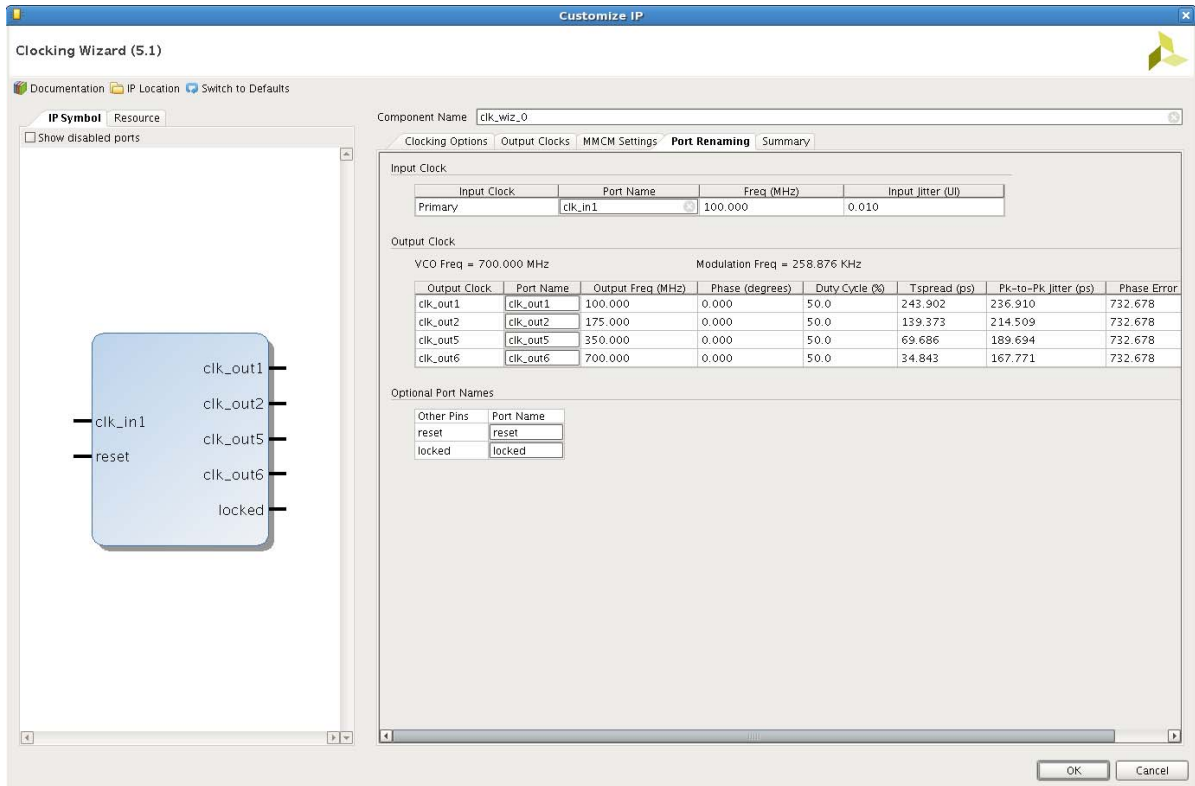 Customize IP
Clocking Wizard (5.1)
Documentation IP Location Switch to Defaults
IP Symbol Resource
Show disabled ports
clk_in1
reset
clk_out1
clk_out2
clk_out5
clk_out6
locked
Component Name clk_wiz_0
Clocking Options Output Clocks MMCM Settings Port Renaming Summary
Input Clock
Input Clock Port Name Freq (MHz) Input Jitter (UI)
Primary clk_in1 100.000 0.010
Output Clock
VCO Freq = 700.000 MHz Modulation Freq = 258.876 KHz
Output Clock Port Name Output Freq (MHz) Phase (degrees) Duty Cycle (%) Tspread (ps) Pk-to-Pk Jitter (ps) Phase Error
clk_out1 clk_out1 100.000 0.000 50.0 243.902 236.910 732.678
clk_out2 clk_out2 175.000 0.000 50.0 139.373 214.509 732.678
clk_out5 clk_out5 350.000 0.000 50.0 69.686 189.694 732.678
clk_out6 clk_out6 700.000 0.000 50.0 34.843 167.771 732.678
Optional Port Names
Other Pins Port Name
reset reset
locked locked
OK Cancel